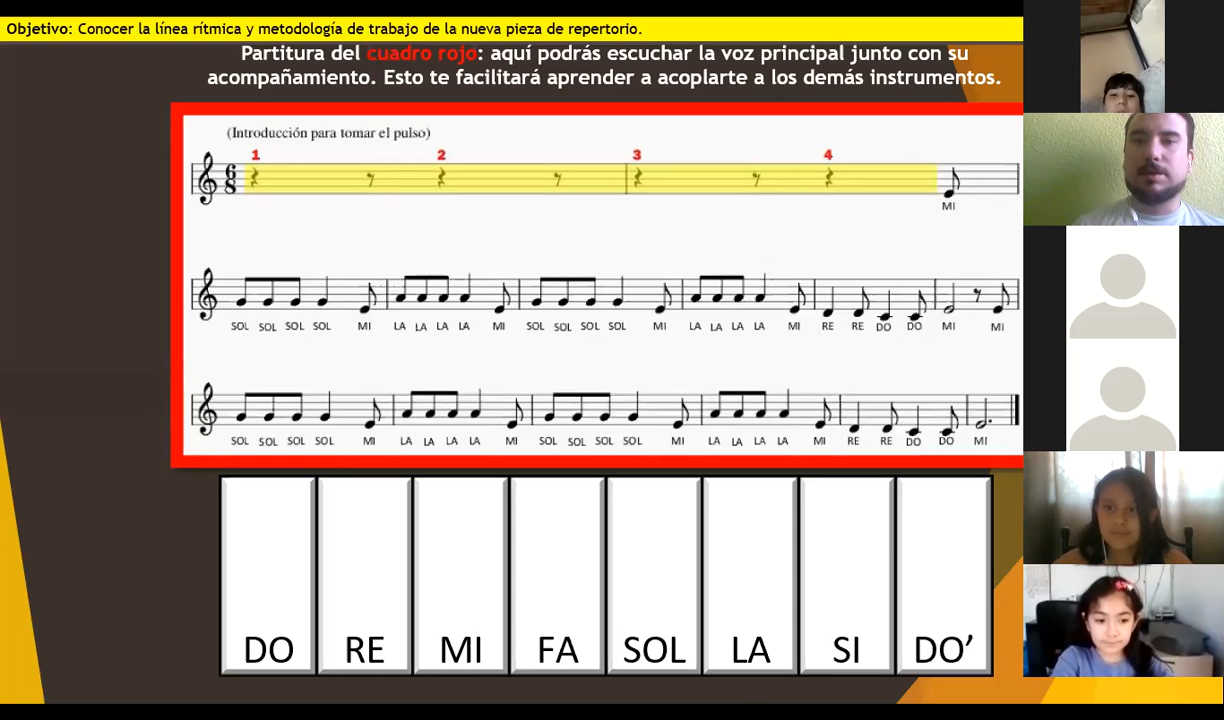 Objetivo: Conocer la línea rítmica y metodología de trabajo de la nueva pieza de repertorio.
Partitura del cuadro rojo: aquí podrás escuchar la voz principal junto con su
acompañamiento. Esto te facilitará aprender a acoplarte a los demás instrumentos.
(Introducción para tomar el pulso)
1 2 3 4
6
8
MI
SOL SOL SOL SOL MI LA LA LA LA MI SOL SOL SOL SOL MI LA LA LA LA MI RE RE DO DO MI MI
SOL SOL SOL SOL MI LA LA LA LA MI SOL SOL SOL SOL MI LA LA LA LA MI RE RE DO DO MI
DO RE MI FA SOL LA SI DO’